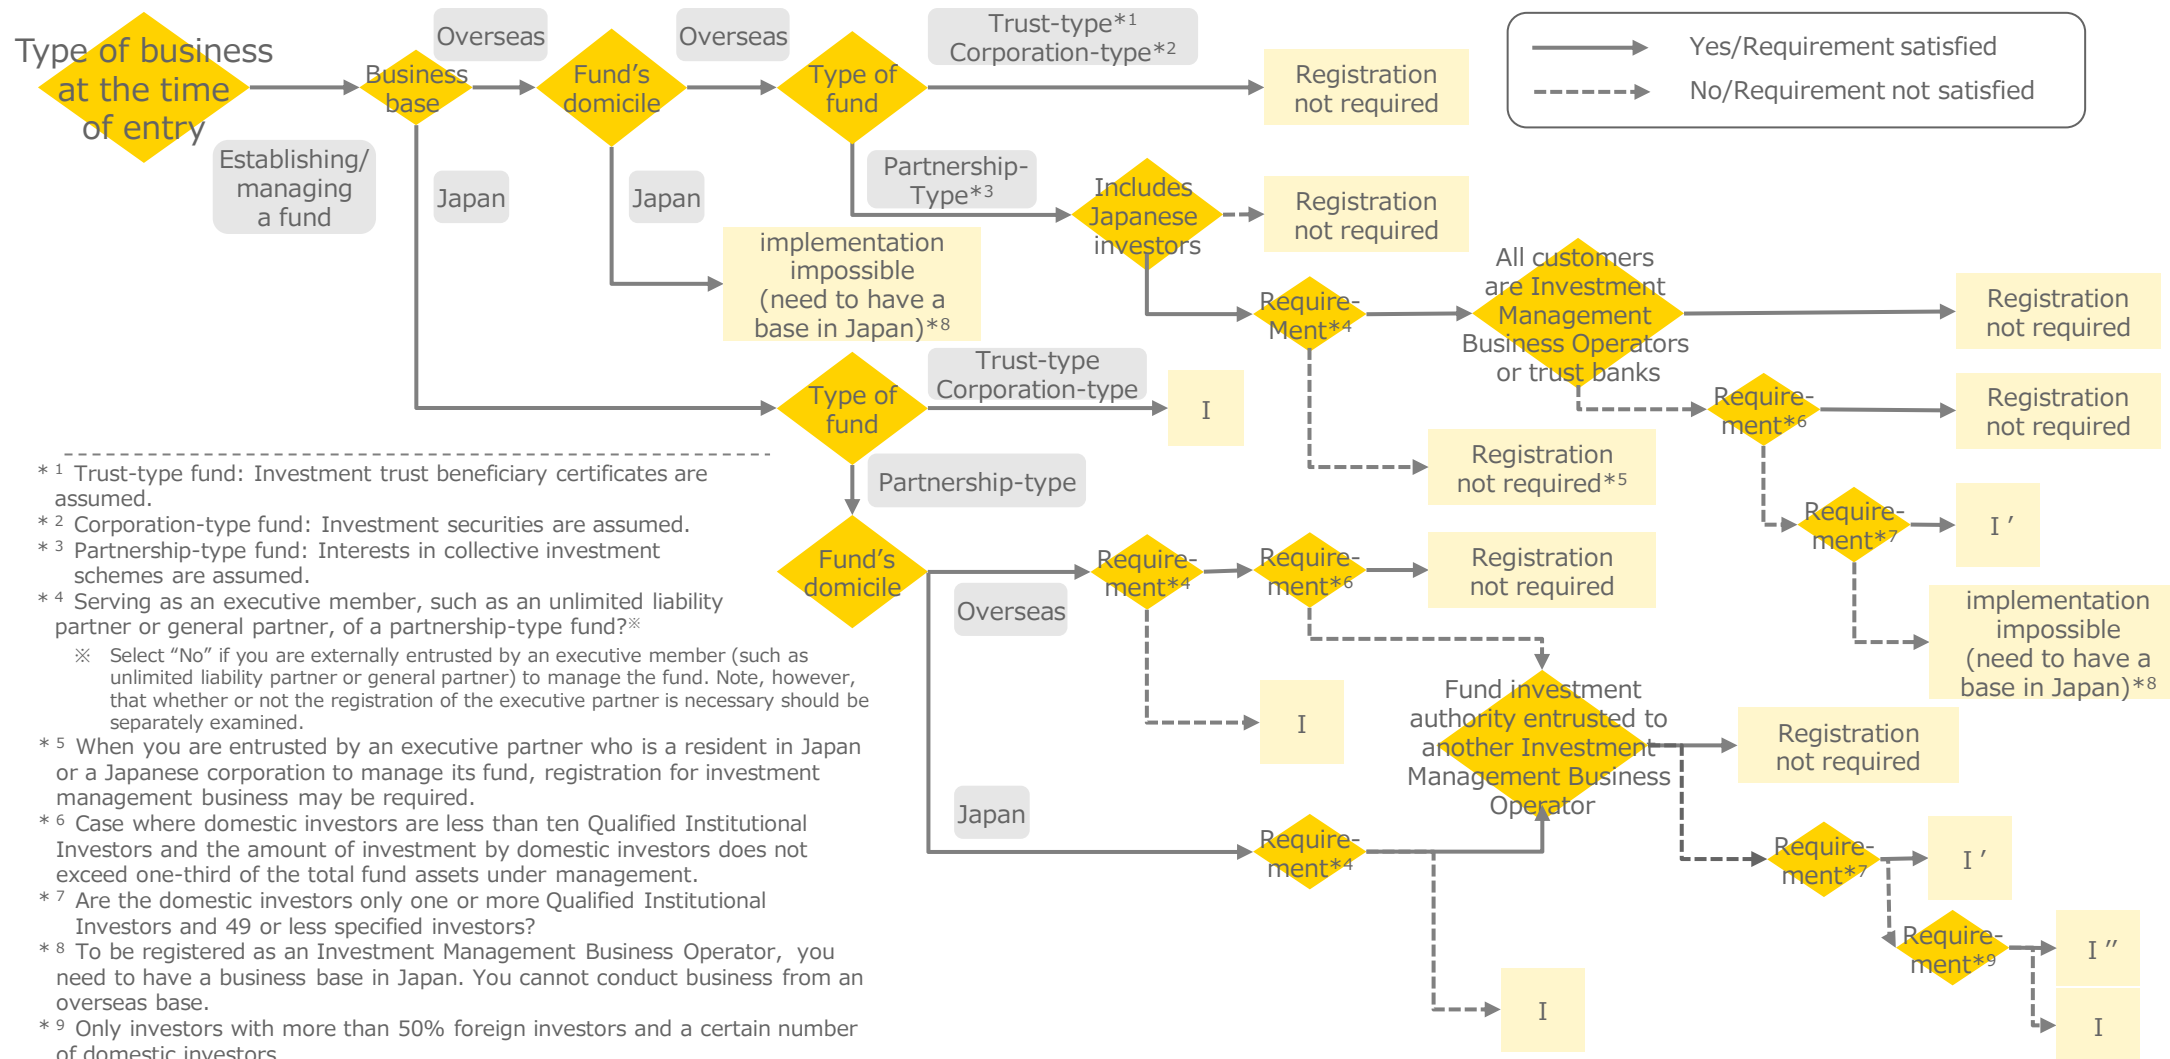 Type of business
at the time
of entry
Establishing/
managing
a fund
Business
base
Overseas
Japan
Fund's
domicile
Overseas
Japan
Type of
fund
Trust-type*1
Corporation-type*2
Registration
not required
Yes/Requirement satisfied
No/Requirement not satisfied
Partnership-
Type*3
Includes
Japanese
investors
Registration
not required
implementation
impossible
(need to have a
base in Japan)*8
Require-
Ment*4
All customers
are Investment
Management
Business Operators
or trust banks
Registration
not required
Type of
fund
Trust-type
Corporation-type
I
Require-
ment*6
Registration
not required
Registration
not required*5
Require-
ment*7
I ′
implementation
impossible
(need to have a
base in Japan)*8
Partnership-type
Fund's
domicile
Overseas
Require-
ment*4
Require-
ment*6
Registration
not required
I
Fund investment
authority entrusted to
another Investment
Management Business
Operator
Registration
not required
Japan
Require-
ment*4
I
Require-
ment*7
I ′
Require-
ment*9
I ″
I
*1 Trust-type fund: Investment trust beneficiary certificates are
assumed.
*2 Corporation-type fund: Investment securities are assumed.
*3 Partnership-type fund: Interests in collective investment
schemes are assumed.
*4 Serving as an executive member, such as an unlimited liability
partner or general partner, of a partnership-type fund?※
※ Select “No” if you are externally entrusted by an executive member (such as
unlimited liability partner or general partner) to manage the fund. Note, however,
that whether or not the registration of the executive partner is necessary should be
separately examined.
*5 When you are entrusted by an executive partner who is a resident in Japan
or a Japanese corporation to manage its fund, registration for investment
management business may be required.
*6 Case where domestic investors are less than ten Qualified Institutional
Investors and the amount of investment by domestic investors does not
exceed one-third of the total fund assets under management.
*7 Are the domestic investors only one or more Qualified Institutional
Investors and 49 or less specified investors?
*8 To be registered as an Investment Management Business Operator, you
need to have a business base in Japan. You cannot conduct business from an
overseas base.
*9 Only investors with more than 50% foreign investors and a certain number
of domestic investors